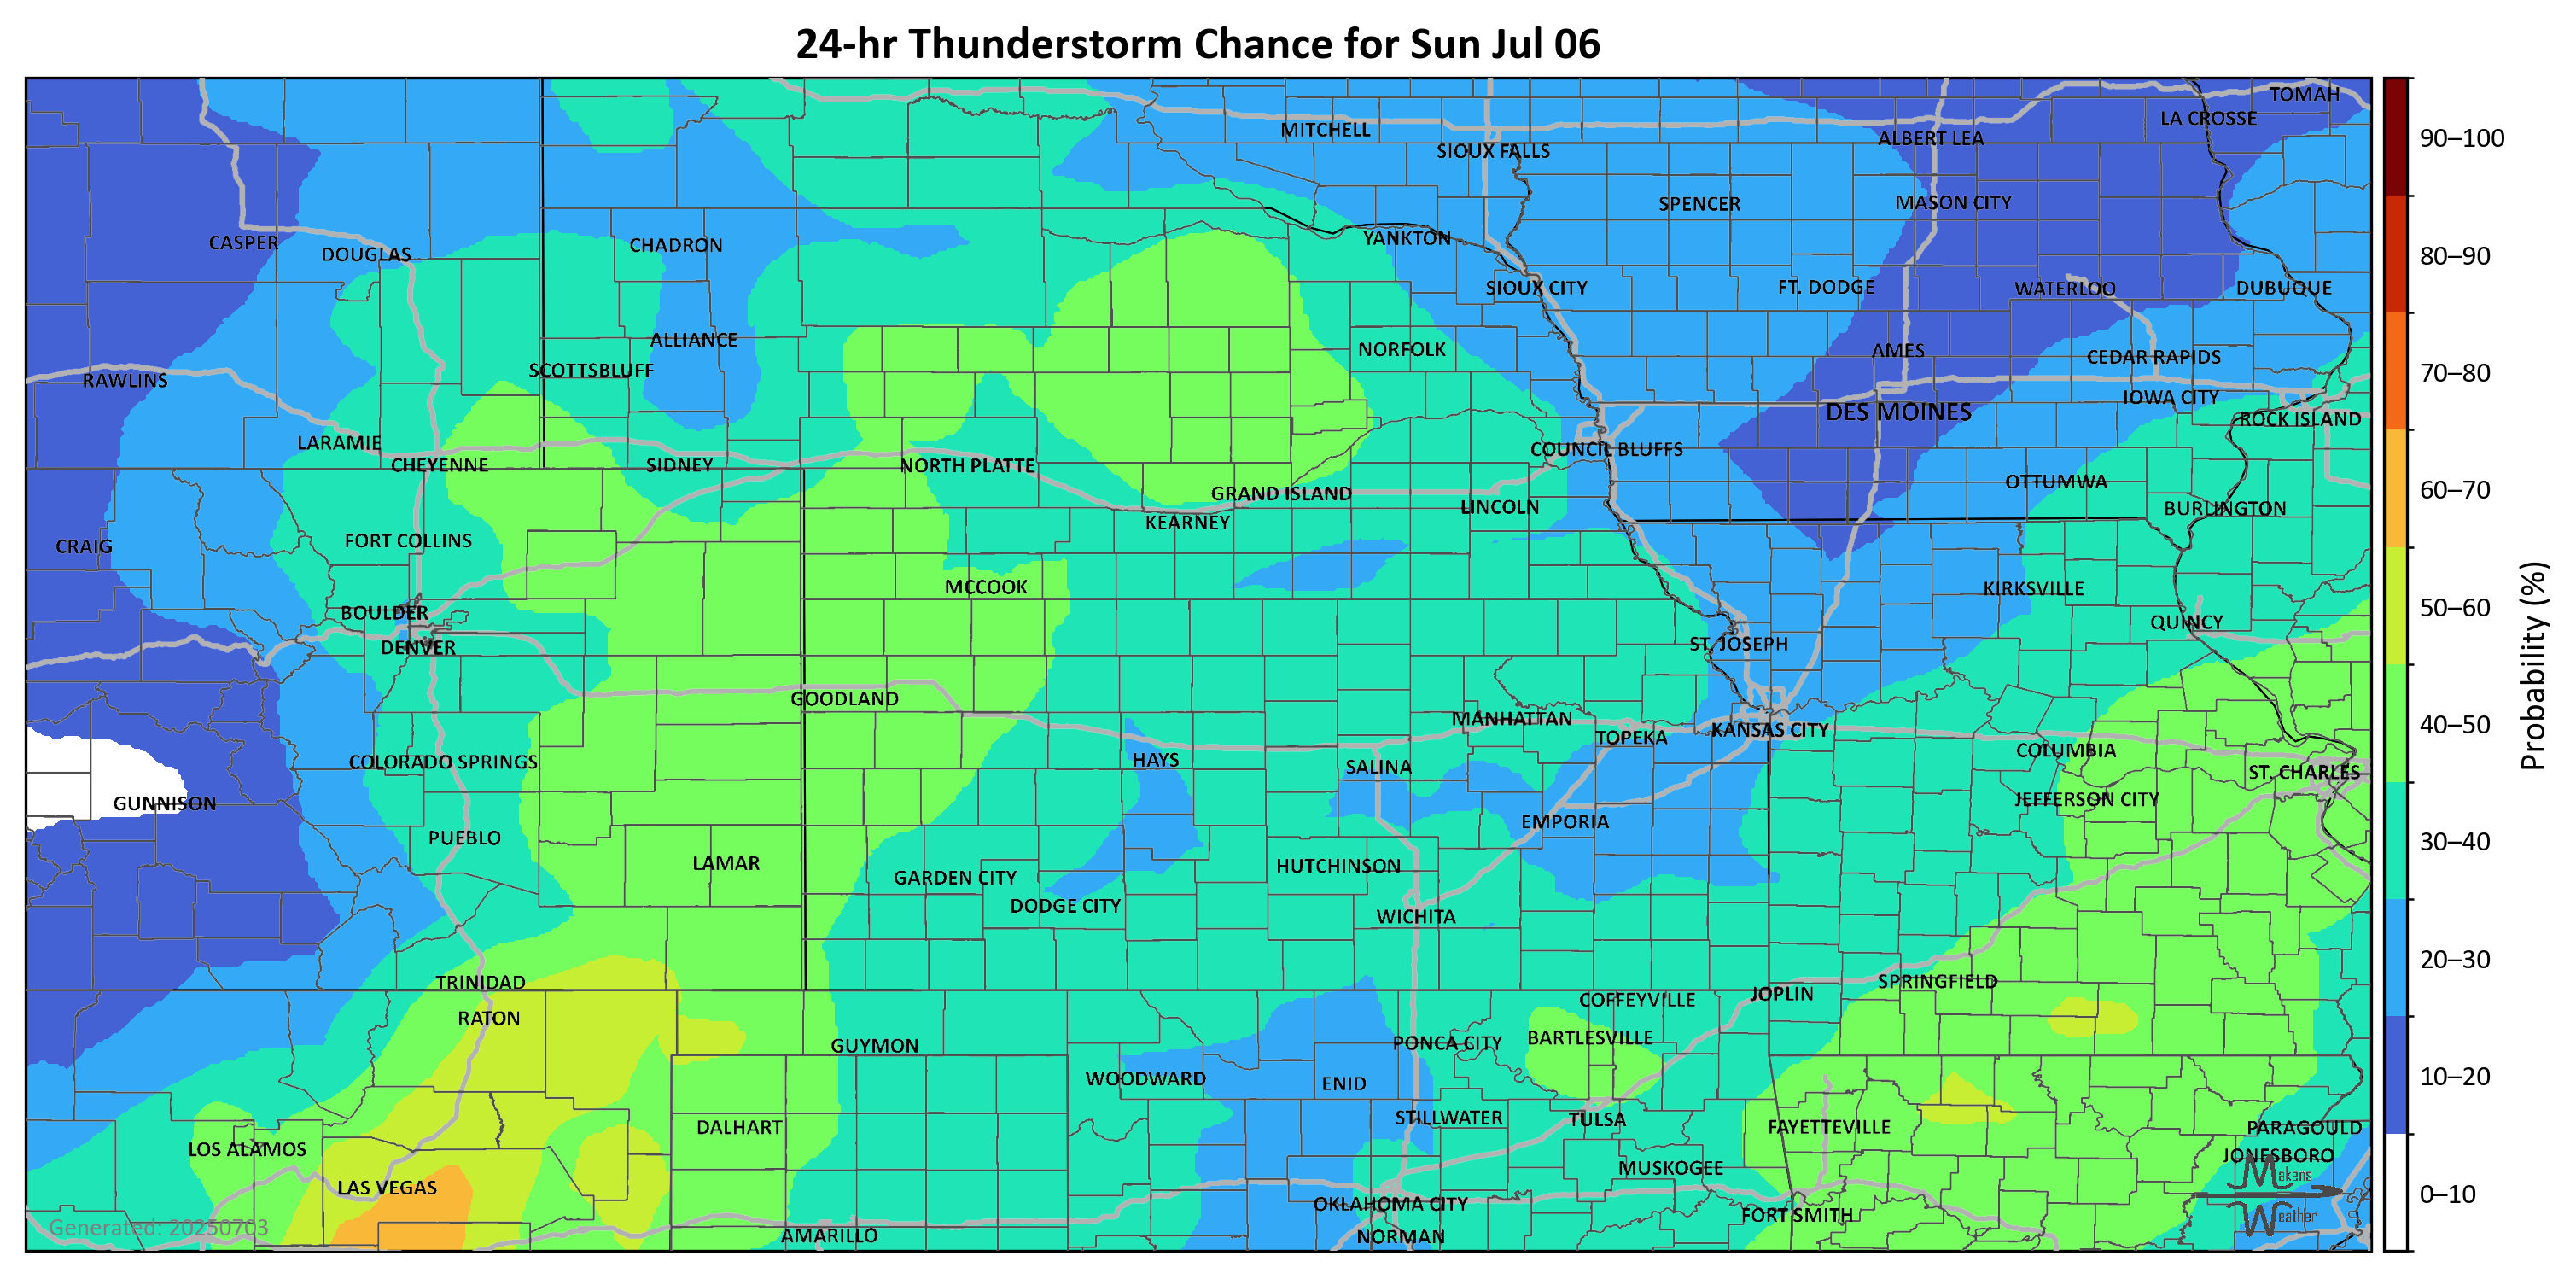 24-hr Thunderstorm Chance for Sun Jul 06
TOMAH
LA CROSSE
MITCHELL
ALBERT LEA
SIOUX FALLS
SPENCER
MASON CITY
CASPER
DOUGLAS
CHADRON
YANKTON
SIOUX CITY
FT. DODGE
WATERLOO
DUBUQUE
ALLIANCE
NORFOLK
AMES
CEDAR RAPIDS
RAWLINS
SCOTTSBLUFF
IOWA CITY
DES MOINES
ROCK ISLAND
LARAMIE
COUNCIL BLUFFS
CHEYENNE
SIDNEY
NORTH PLATTE
OTTUMWA
GRAND ISLAND
LINCOLN
BURLINGTON
KEARNEY
CRAIG
FORT COLLINS
MCCOOK
KIRKSVILLE
BOULDER
QUINCY
DENVER
ST. JOSEPH
GOODLAND
MANHATTAN
TOPEKA
KANSAS CITY
COLUMBIA
COLORADO SPRINGS
HAYS
SALINA
ST. CHARLES
GUNNISON
JEFFERSON CITY
EMPORIA
PUEBLO
LAMAR
HUTCHINSON
GARDEN CITY
DODGE CITY
WICHITA
TRINIDAD
SPRINGFIELD
JOPLIN
COFFEYVILLE
RATON
GUYMON
PONCA CITY
BARTLESVILLE
WOODWARD
ENID
DALHART
STILLWATER
TULSA
FAYETTEVILLE
PARAGOULD
LOS ALAMOS
JONESBORO
MUSKOGEE
LAS VEGAS
OKLAHOMA CITY
FORT SMITH
AMARILLO
NORMAN
Generated: 20250703
Makens
Weather
90–100
80–90
70–80
60–70
50–60
40–50
30–40
20–30
10–20
0–10
Probability (%)